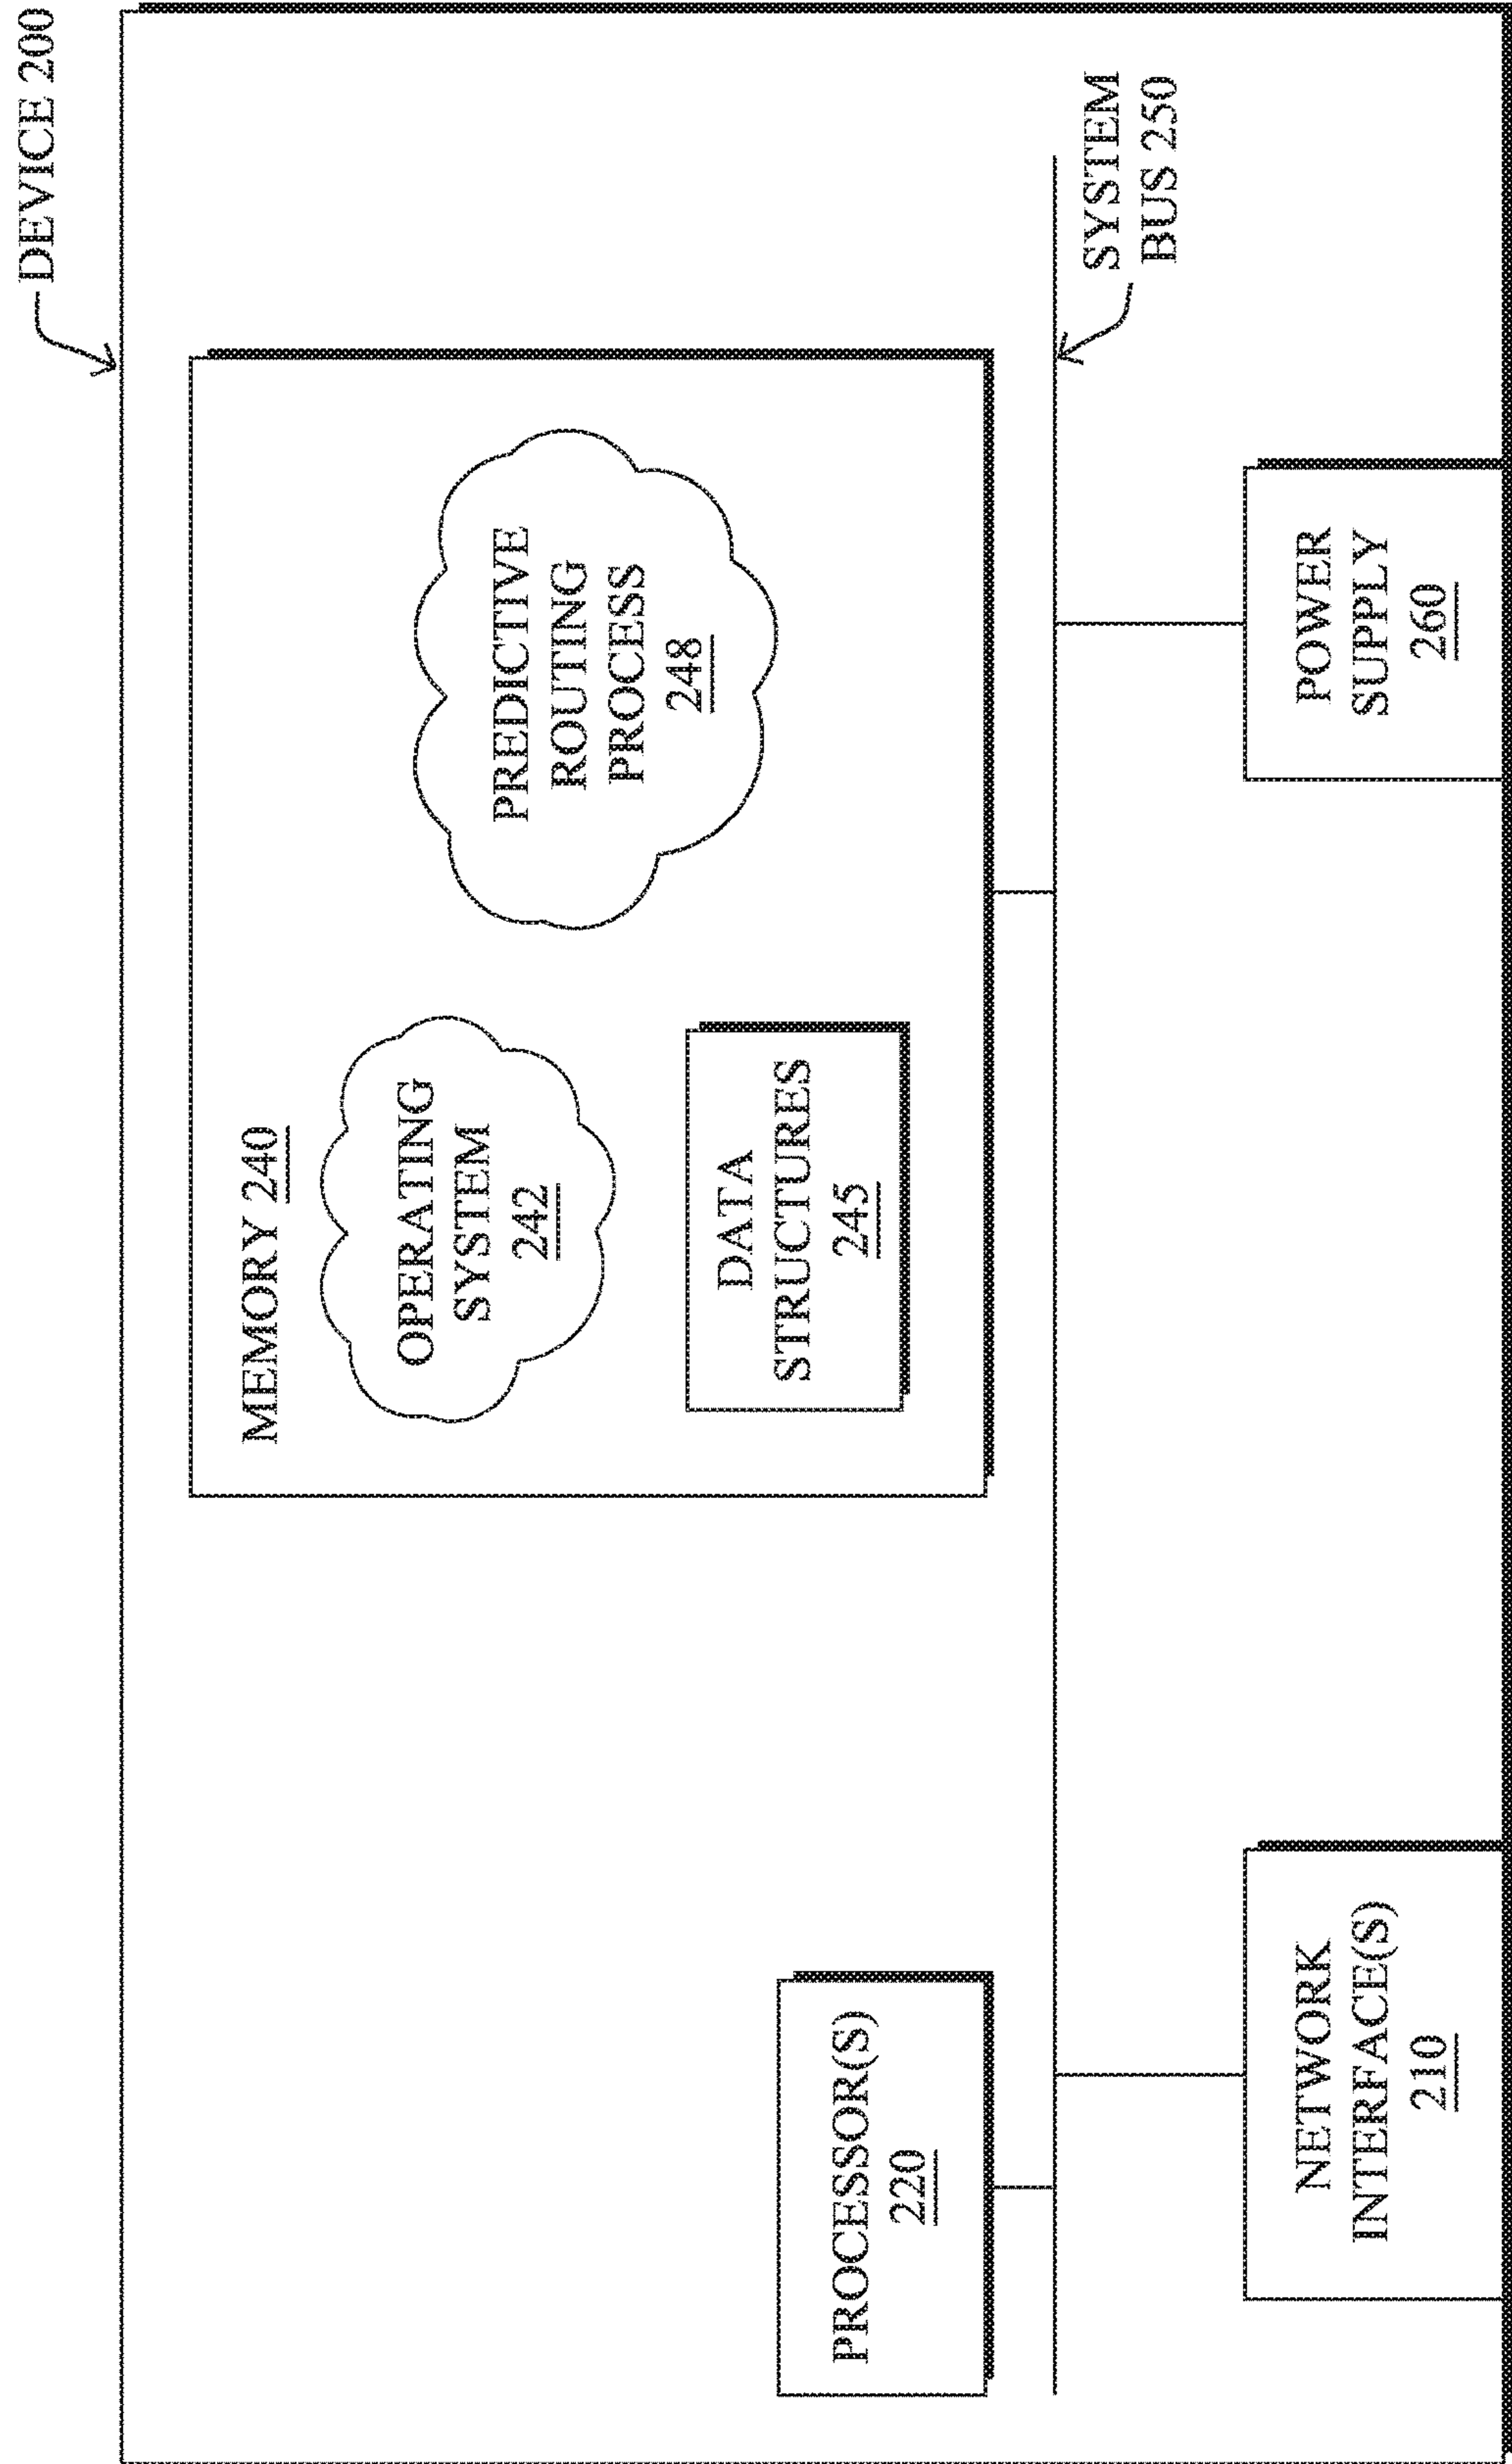 DEVICE 200
MEMORY 240
OPERATING
SYSTEM
242
DATA
STRUCTURES
245
PREDICTIVE
ROUTING
PROCESS
248
PROCESSOR(S)
220
SYSTEM
BUS 250
NETWORK
INTERFACE(S)
210
POWER
SUPPLY
260